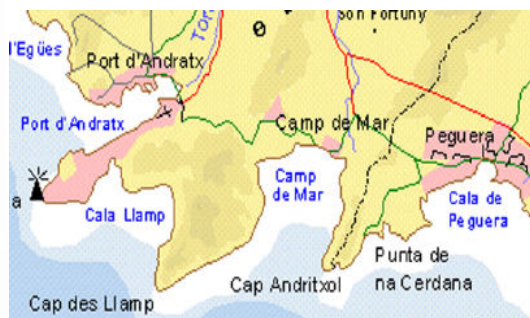 Son Fortuny
d'Egües
Port d'Andratx
Torr
0
Port d'Andratx
Camp de Mar
Peguera
a
Camp
de Mar
Cala Llamp
Cala de
Peguera
Punta de
na Cerdana
Cap Andritxol
Cap des Llamp